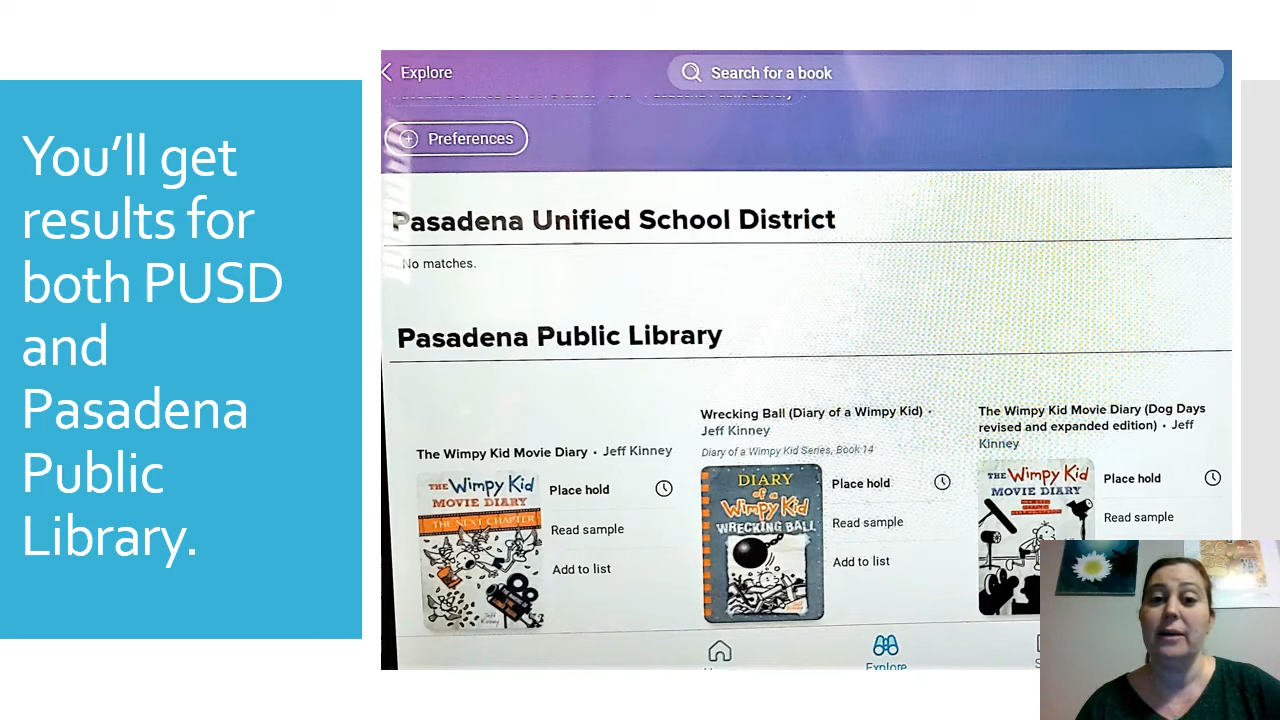 You'll get
results for
both PUSD
and
Pasadena
Public
Library.
Explore
Search for a book
Preferences
Pasadena Unified School District
No matches.
Pasadena Public Library
The Wimpy Kid Movie Diary • Jeff Kinney
THE Wimpy Kid
MOVIE DIARY
THE NEXT CHAPTER
Jeff
Kinney
Place hold
Read sample
Add to list
Wrecking Ball (Diary of a Wimpy Kid) •
Jeff Kinney
Diary of a Wimpy Kid Series, Book 14
DIARY
of a
Wimpy Kid
WRECKING BALL
Place hold
Read sample
Add to list
The Wimpy Kid Movie Diary (Dog Days
revised and expanded edition) • Jeff
Kinney
THE Wimpy Kid
MOVIE DIARY
Place hold
Read sample
Explore